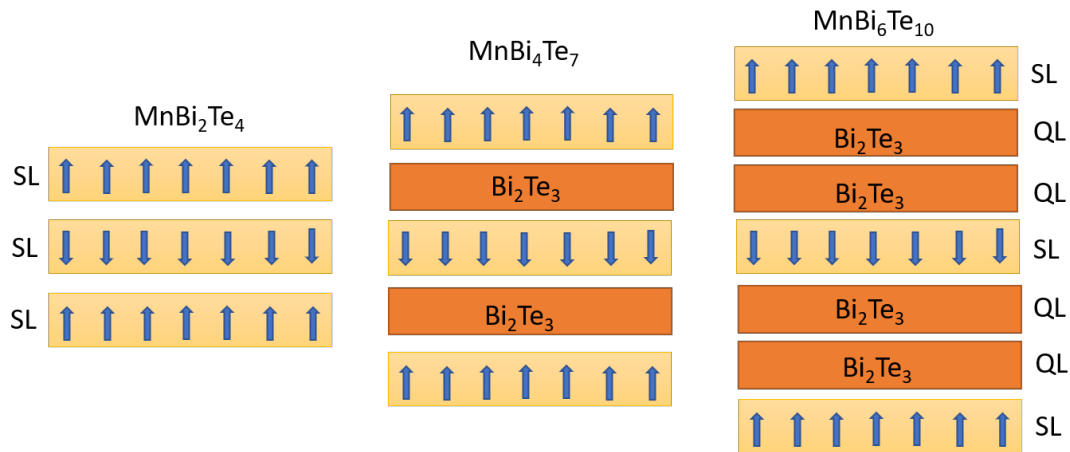 MnBi₂Te₄
SL
SL
SL
MnBi₄Te₇
Bi₂Te₃
Bi₂Te₃
MnBi₆Te₁₀
SL
Bi₂Te₃ QL
Bi₂Te₃ QL
SL
Bi₂Te₃ QL
Bi₂Te₃ QL
SL